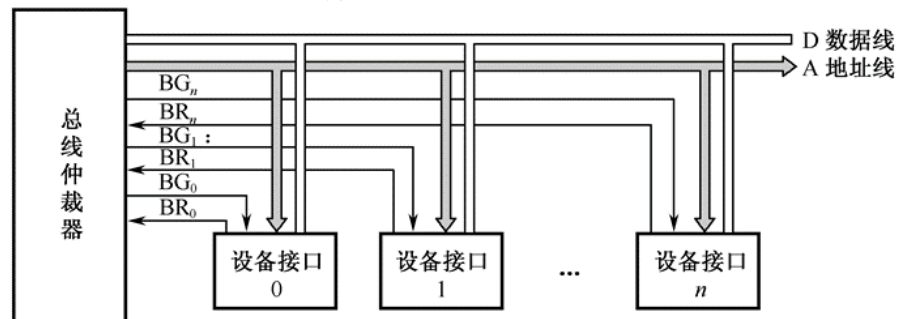 D 数据线
A 地址线
BGₙ
BRₙ
BG₁：
BR₁
BG₀
BR₀
总线仲裁器
设备接口
0
设备接口
1
...
设备接口
n